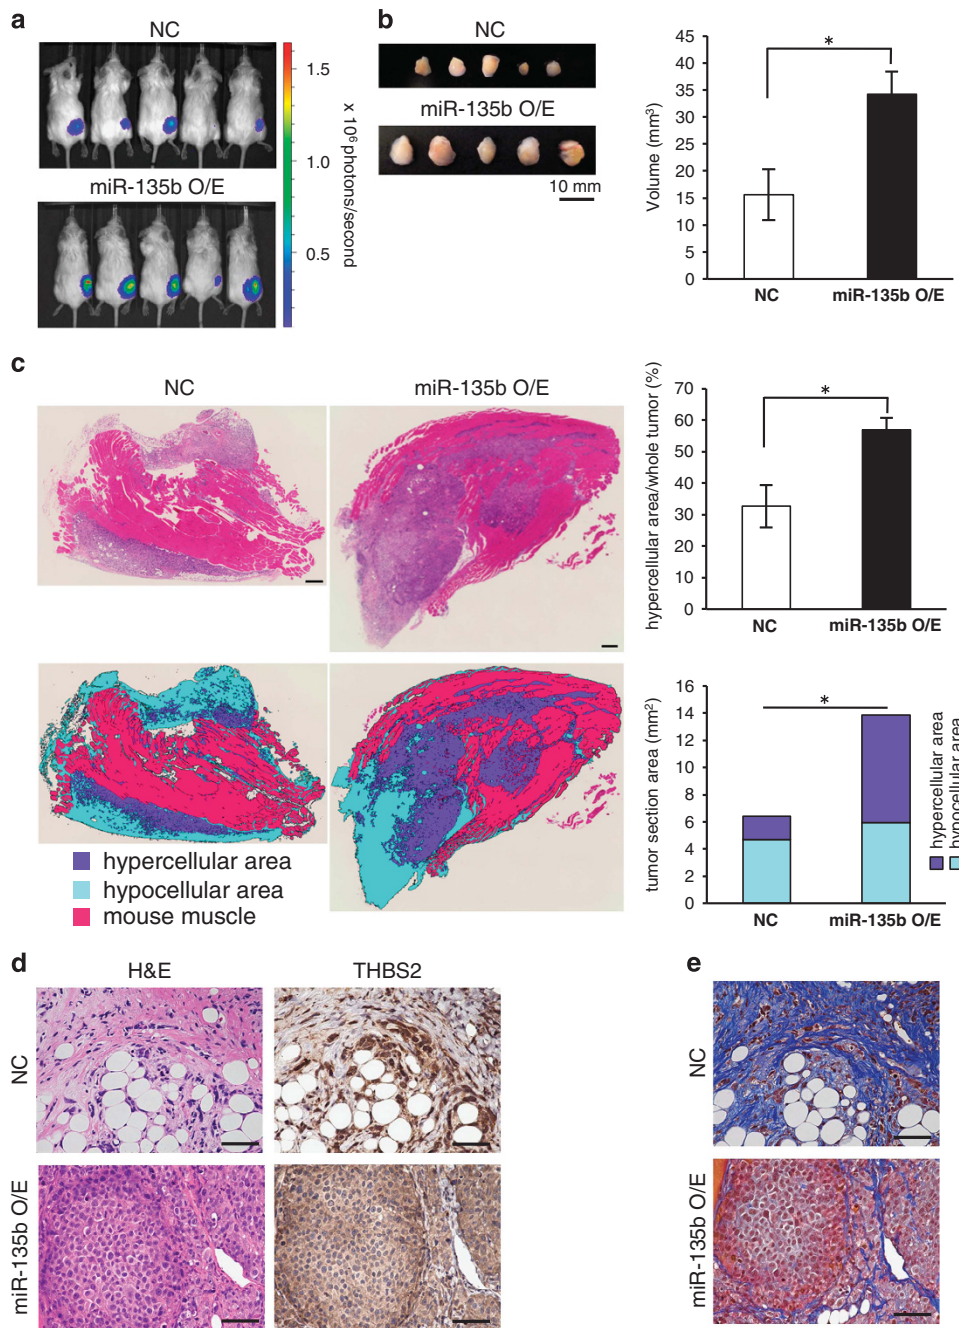 a
NC
miR-135b O/E
1.5
1.0
0.5
x 10⁶ photons/second
b
NC
miR-135b O/E
10 mm
Volume (mm³)
45
40
35
30
25
20
15
10
5
0
*
NC
miR-135b O/E
c
NC
miR-135b O/E
hypercellular area
hypocellular area
mouse muscle
hypercellular area/whole tumor (%)
70
60
50
40
30
20
10
0
*
NC
miR-135b O/E
tumor section area (mm²)
16
14
12
10
8
6
4
2
0
*
NC
miR-135b O/E
hypercellular area
hypocellular area
d
H&E
THBS2
NC
miR-135b O/E
e
NC
miR-135b O/E